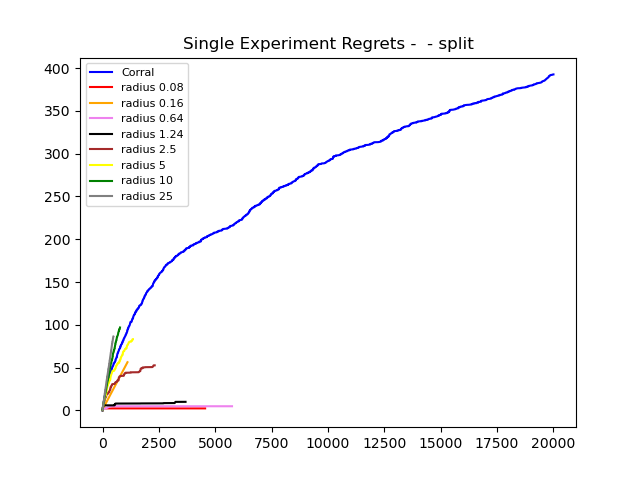 Single Experiment Regrets -  - split
400
350
300
250
200
150
100
50
0
Corral
radius 0.08
radius 0.16
radius 0.64
radius 1.24
radius 2.5
radius 5
radius 10
radius 25
0 2500 5000 7500 10000 12500 15000 17500 20000